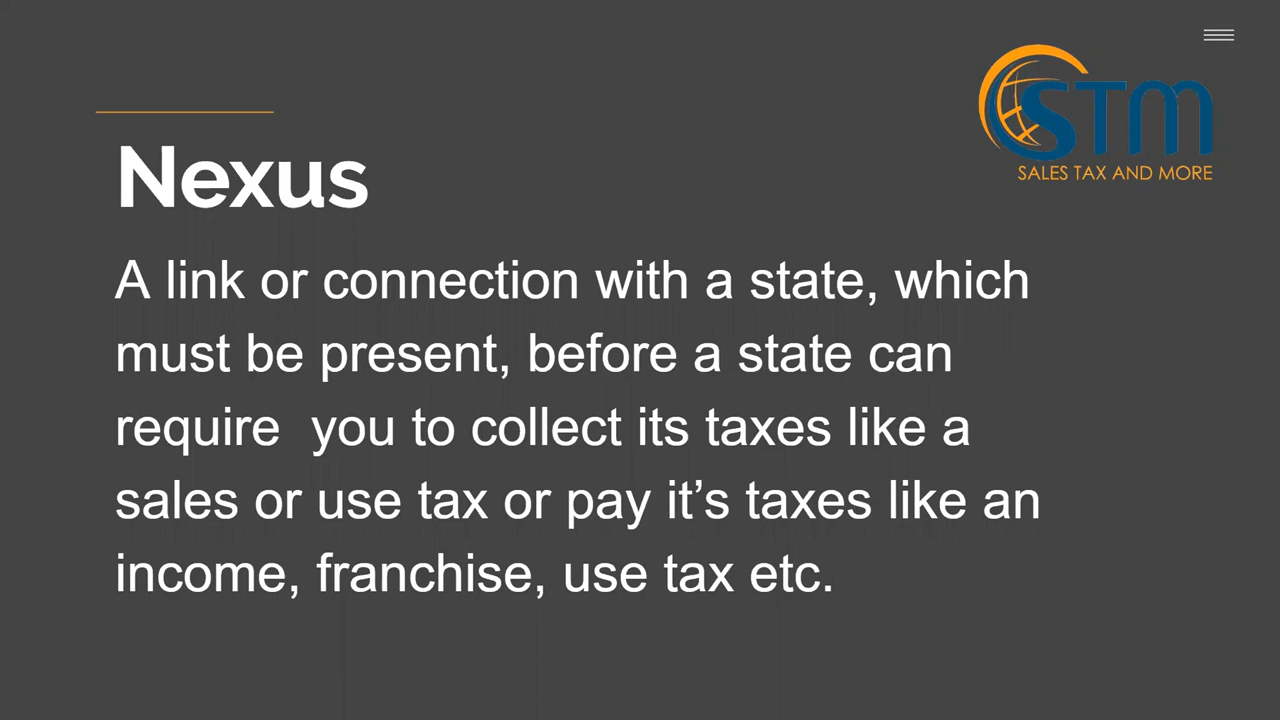 STM
SALES TAX AND MORE
Nexus
A link or connection with a state, which
must be present, before a state can
require  you to collect its taxes like a
sales or use tax or pay it’s taxes like an
income, franchise, use tax etc.